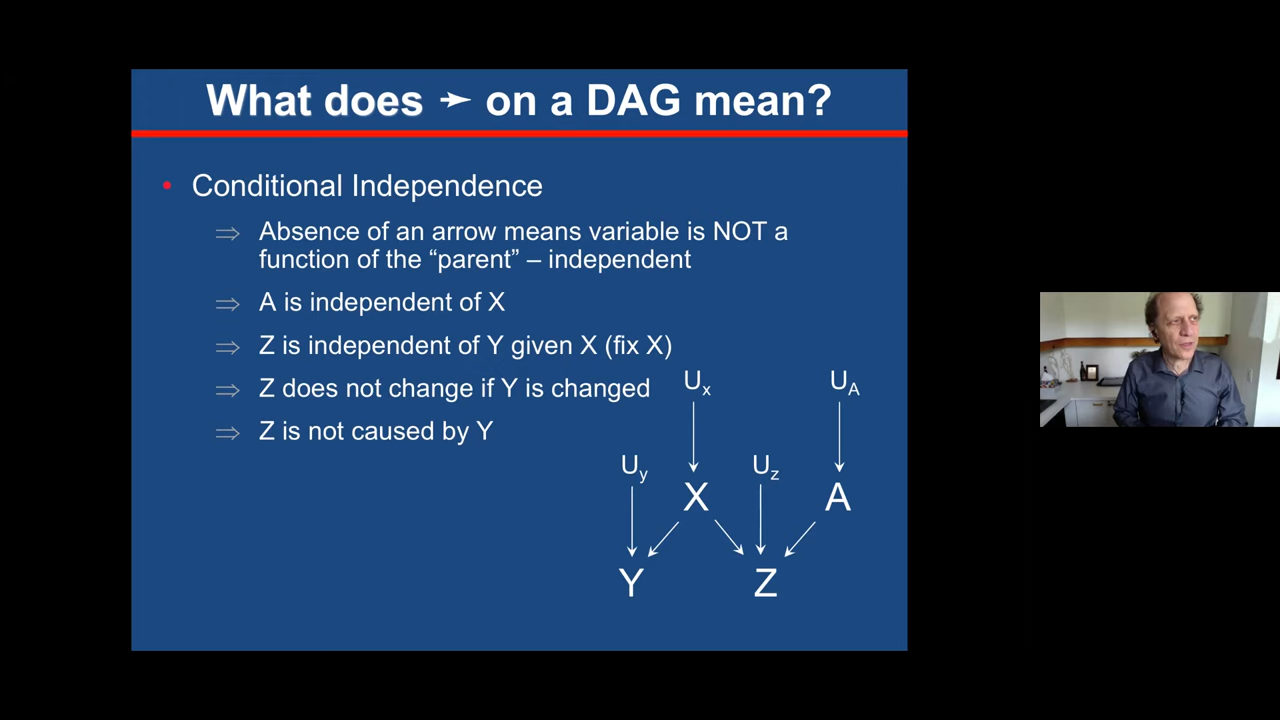 What does ➛ on a DAG mean?
• Conditional Independence
⇒ Absence of an arrow means variable is NOT a
function of the “parent” – independent
⇒ A is independent of X
⇒ Z is independent of Y given X (fix X)
⇒ Z does not change if Y is changed
⇒ Z is not caused by Y
Ux UA
Uy Uz
X A
Y Z